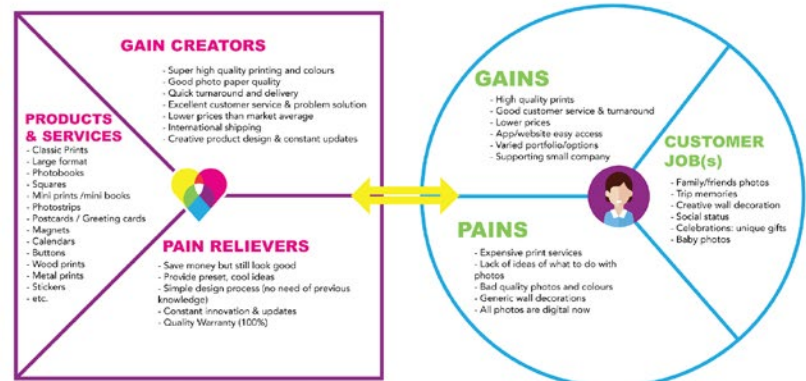 GAIN CREATORS
- Super high quality printing and colours
- Good photo paper quality
- Quick turnaround and delivery
- Excellent customer service & problem solution
- Lower prices than market average
- International shipping
- Creative product design & constant updates
PRODUCTS
& SERVICES
- Classic Prints
- Large format
- Photobooks
- Squares
- Mini prints /mini books
- Photostrips
- Postcards / Greeting cards
- Magnets
- Calendars
- Buttons
- Wood prints
- Metal prints
- Stickers
- etc.
PAIN RELIEVERS
- Save money but still look good
- Provide preset, cool ideas
- Simple design process (no need of previous
knowledge)
- Constant innovation & updates
- Quality Warranty (100%)
GAINS
- High quality prints
- Good customer service & turnaround
- Lower prices
- App/website easy access
- Varied portfolio/options
- Supporting small company
CUSTOMER
JOB(s)
- Family/friends photos
- Trip memories
- Creative wall decoration
- Social status
- Celebrations: unique gifts
- Baby photos
PAINS
- Expensive print services
- Lack of ideas of what to do with
photos
- Bad quality photos and colours
- Generic wall decorations
- All photos are digital now